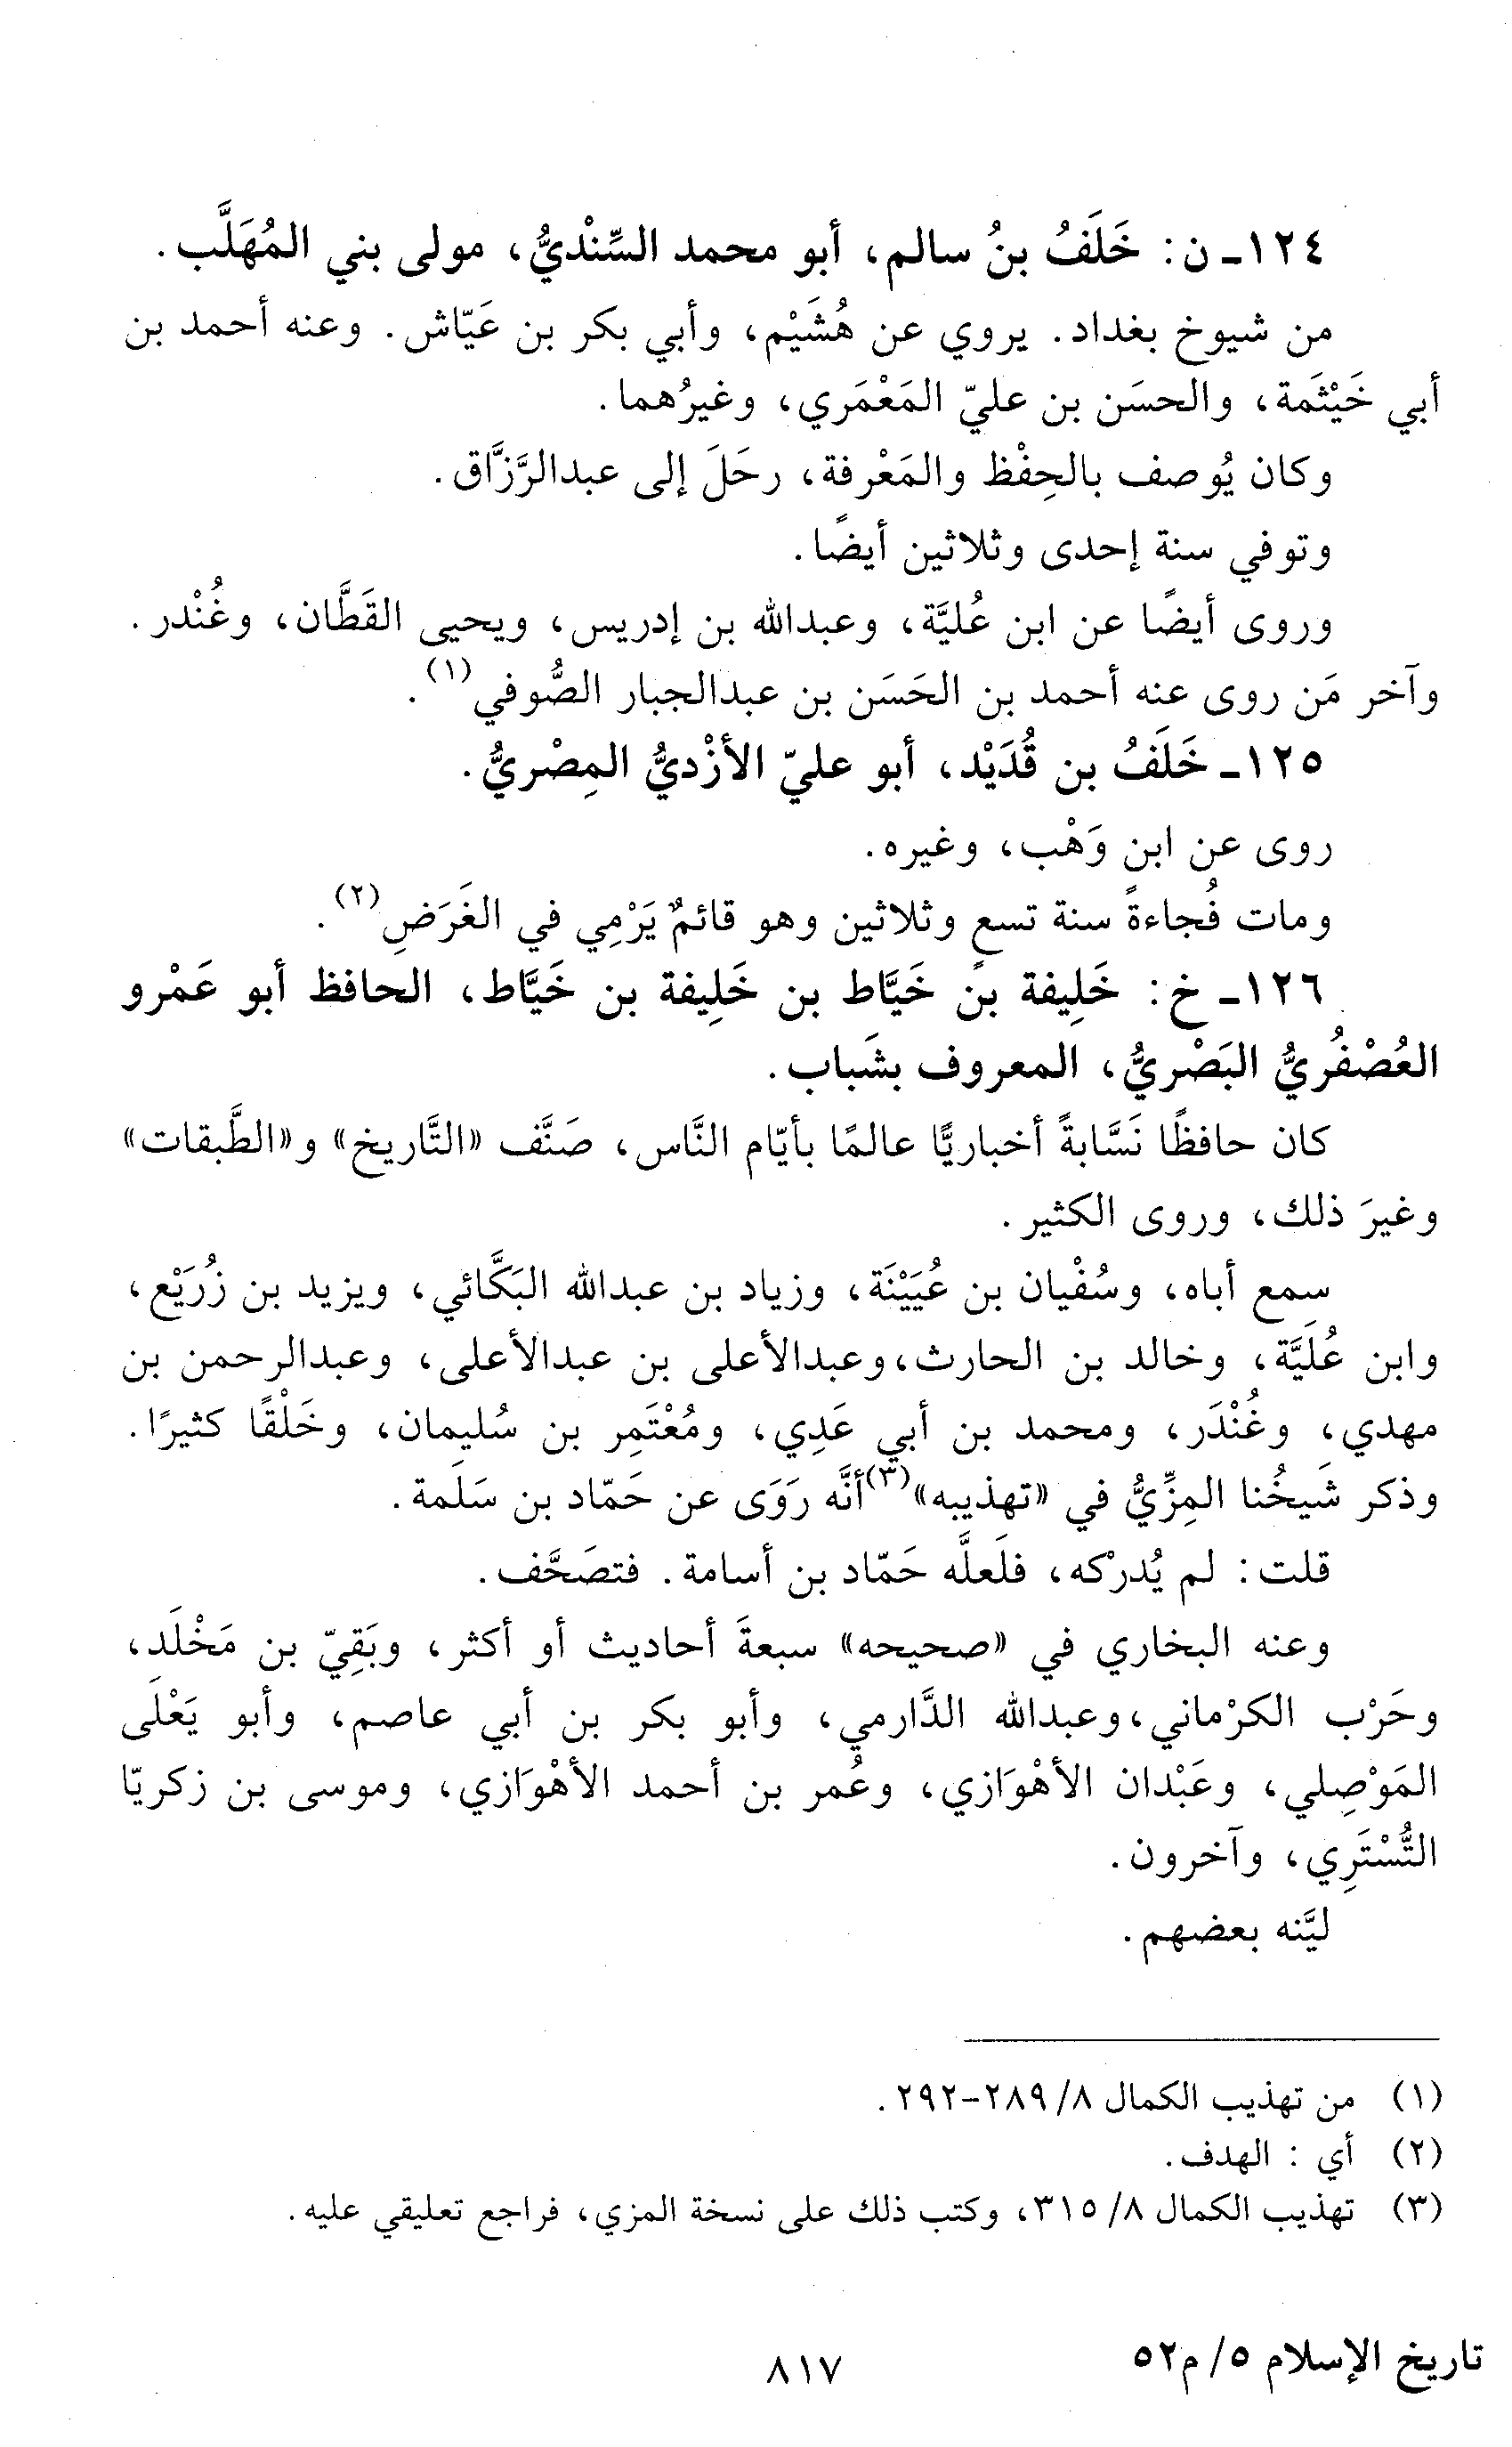 ١٢٤ـ ن: خَلَفُ بنُ سالم، أبو محمد السِّنْديُّ، مولى بني المُهَلَّب.
من شيوخ بغداد. يروي عن هُشَيْم، وأبي بكر بن عَيّاش. وعنه أحمد بن
أبي خَيْثَمة، والحسَن بن عليّ المَعْمَري، وغيرُهما.
وكان يُوصف بالحِفْظ والمَعْرفة، رحَلَ إلى عبدالرَّزَّاق.
وتوفي سنة إحدى وثلاثين أيضًا.
وروى أيضًا عن ابن عُليَّة، وعبدالله بن إدريس، ويحيى القَطَّان، وغُنْدر.
وآخر مَن روى عنه أحمد بن الحَسَن بن عبدالجبار الصُّوفي(١).
١٢٥ـ خَلَفُ بن قُدَيْد، أبو عليّ الأزْديُّ المِصْريُّ.
روى عن ابن وَهْب، وغيره.
ومات فُجاءةً سنة تسعٍ وثلاثين وهو قائمٌ يَرْمِي في الغَرَضِ(٢).
١٢٦ـ خ: خَلِيفة بن خَيَّاط بن خَلِيفة بن خَيَّاط، الحافظ أبو عَمْرو
العُصْفُريُّ البَصْريُّ، المعروف بشَباب.
كان حافظًا نَسَّابةً أخباريًّا عالمًا بأيّام النَّاس، صَنَّف «التَّاريخ» و«الطَّبقات»
وغيرَ ذلك، وروى الكثير.
سمع أباه، وسُفْيان بن عُيَيْنَة، وزياد بن عبدالله البَكَّائي، ويزيد بن زُرَيْع،
وابن عُلَيَّة، وخالد بن الحارث، وعبدالأعلى بن عبدالأعلى، وعبدالرحمن بن
مهدي، وغُنْدَر، ومحمد بن أبي عَدِي، ومُعْتَمِر بن سُليمان، وخَلْقًا كثيرًا.
وذكر شَيخُنا المِزِّيُّ في «تهذيبه»(٣) أنَّه رَوَى عن حَمّاد بن سَلَمة.
قلت: لم يُدرْكه، فلَعلَّه حَمّاد بن أسامة. فتصَحَّف.
وعنه البخاري في «صحيحه» سبعةَ أحاديث أو أكثر، وبَقِيّ بن مَخْلَد،
وحَرْب الكرْماني، وعبدالله الدَّارمي، وأبو بكر بن أبي عاصم، وأبو يَعْلَى
المَوْصِلي، وعَبْدان الأهْوَازي، وعُمر بن أحمد الأهْوَازي، وموسى بن زكريّا
التُّسْتَرِي، وآخرون.
ليَّنه بعضهم.
(١) من تهذيب الكمال ٨/ ٢٨٩-٢٩٢.
(٢) أي : الهدف.
(٣) تهذيب الكمال ٨/ ٣١٥، وكتب ذلك على نسخة المزي، فراجع تعليقي عليه.
تاريخ الإسلام ٥/ م٥٢
٨١٧